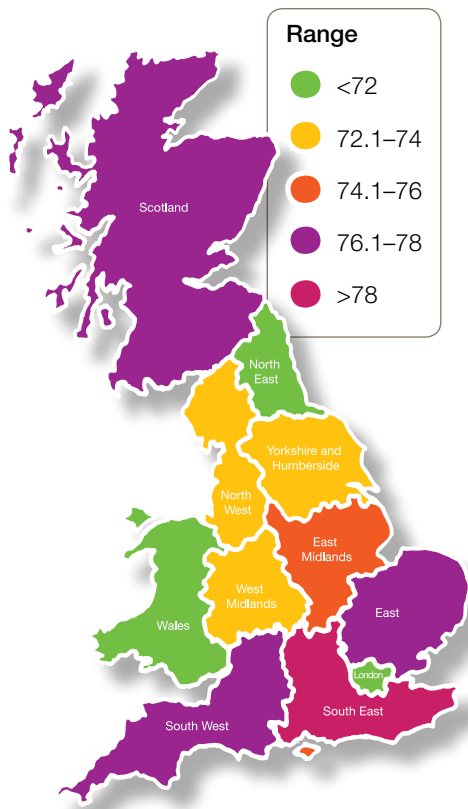 Range
<72
72.1–74
74.1–76
76.1–78
>78
Scotland
North
East
Yorkshire and
Humberside
North
West
East
Midlands
West
Midlands
East
Wales
London
South East
South West